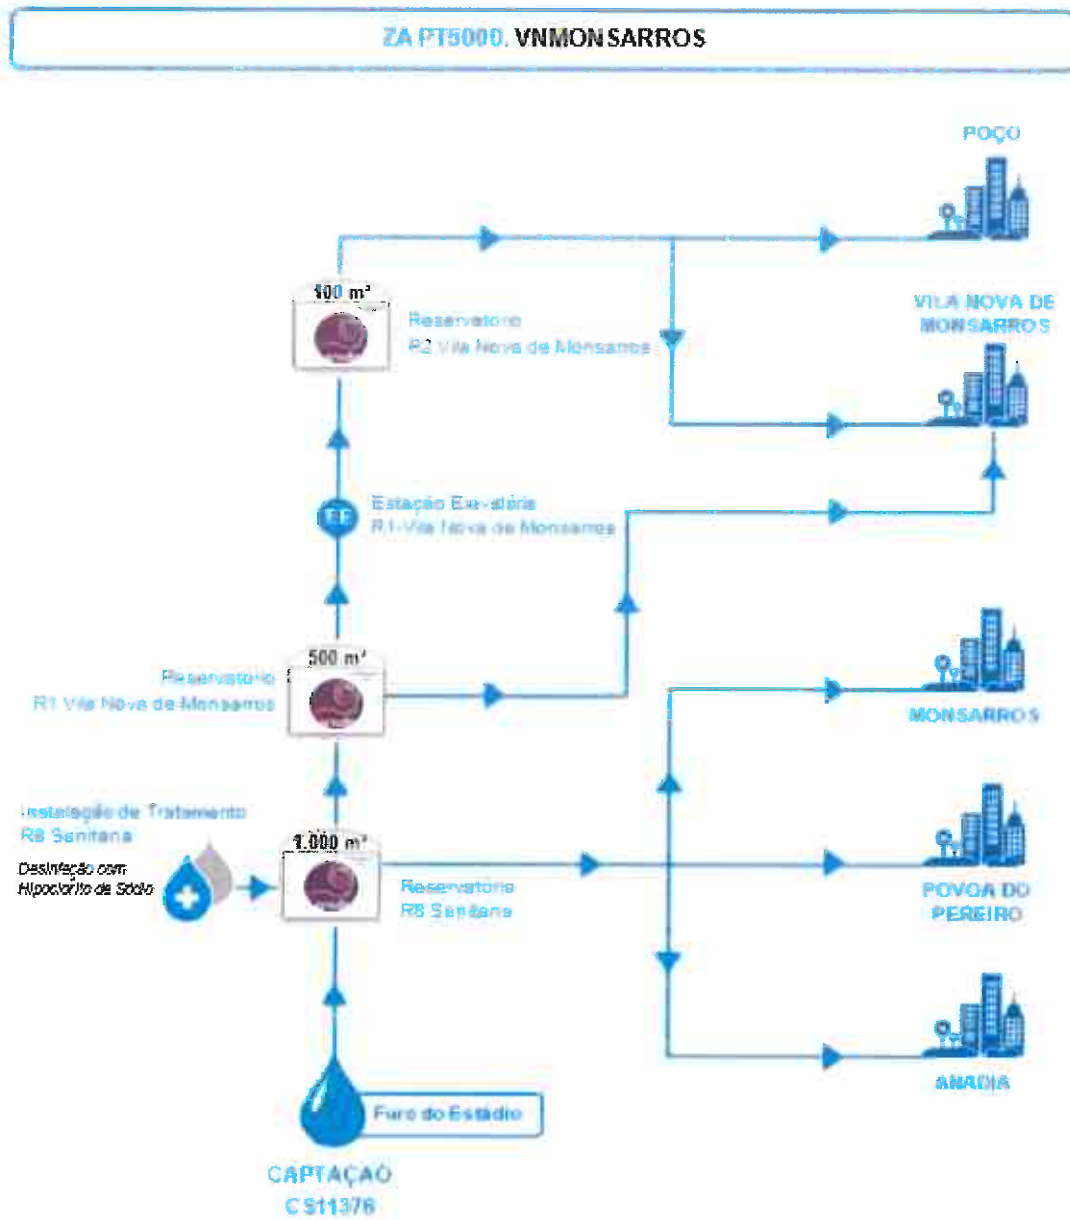 ZA PT5000. VNMONSARROS
POÇO
100 m³
Reservatório
R2 Vila Nova de Monsarros
VILA NOVA DE
MONSARROS
EE
Estação Elevatória
R1-Vila Nova de Monsarros
500 m³
Reservatório
R1 Vila Nova de Monsarros
MONSARROS
Instalação de Tratamento
R8 Sanitana
Desinfeção com
Hipoclorito de Sódio
1.000 m³
Reservatório
R8 Sanitana
POVOA DO
PEREIRO
ANADIA
Furo do Estádio
CAPTAÇÃO
CS11376